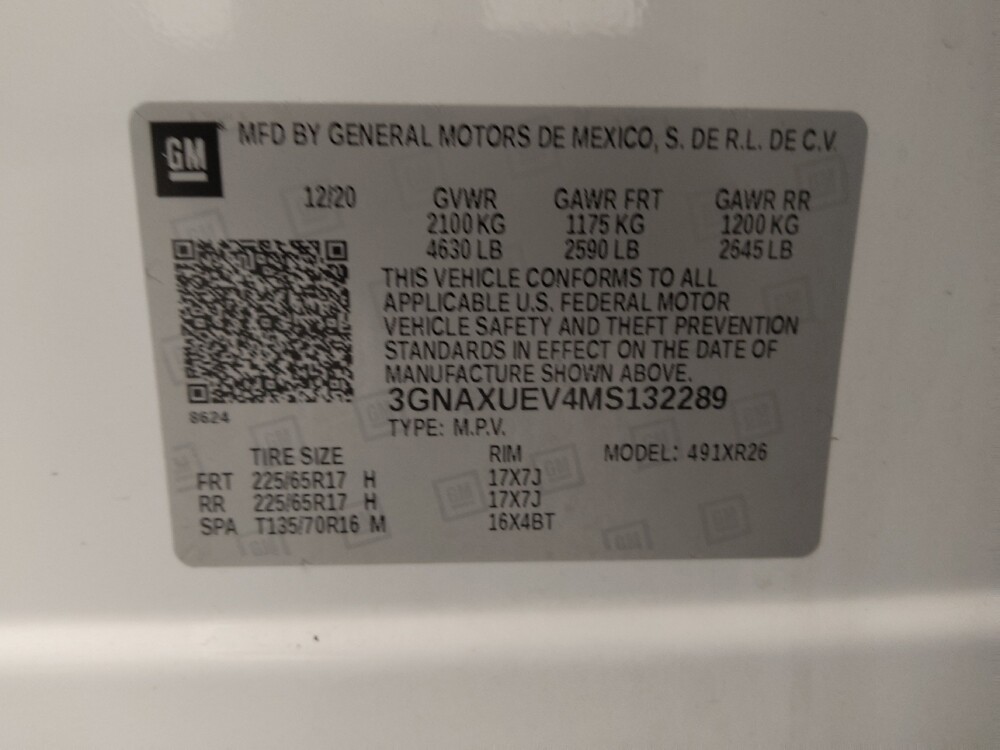 GM MFD BY GENERAL MOTORS DE MEXICO, S. DE R.L. DE C.V.
12/20 GVWR GAWR FRT GAWR RR
2100 KG 1175 KG 1200 KG
4630 LB 2590 LB 2645 LB
THIS VEHICLE CONFORMS TO ALL
APPLICABLE U.S. FEDERAL MOTOR
VEHICLE SAFETY AND THEFT PREVENTION
STANDARDS IN EFFECT ON THE DATE OF
MANUFACTURE SHOWN ABOVE.
3GNAXUEV4MS132289
8624
TYPE: M.P.V.
TIRE SIZE RIM MODEL: 491XR26
FRT 225/65R17 H 17X7J
RR 225/65R17 H 17X7J
SPA T135/70R16 M 16X4BT